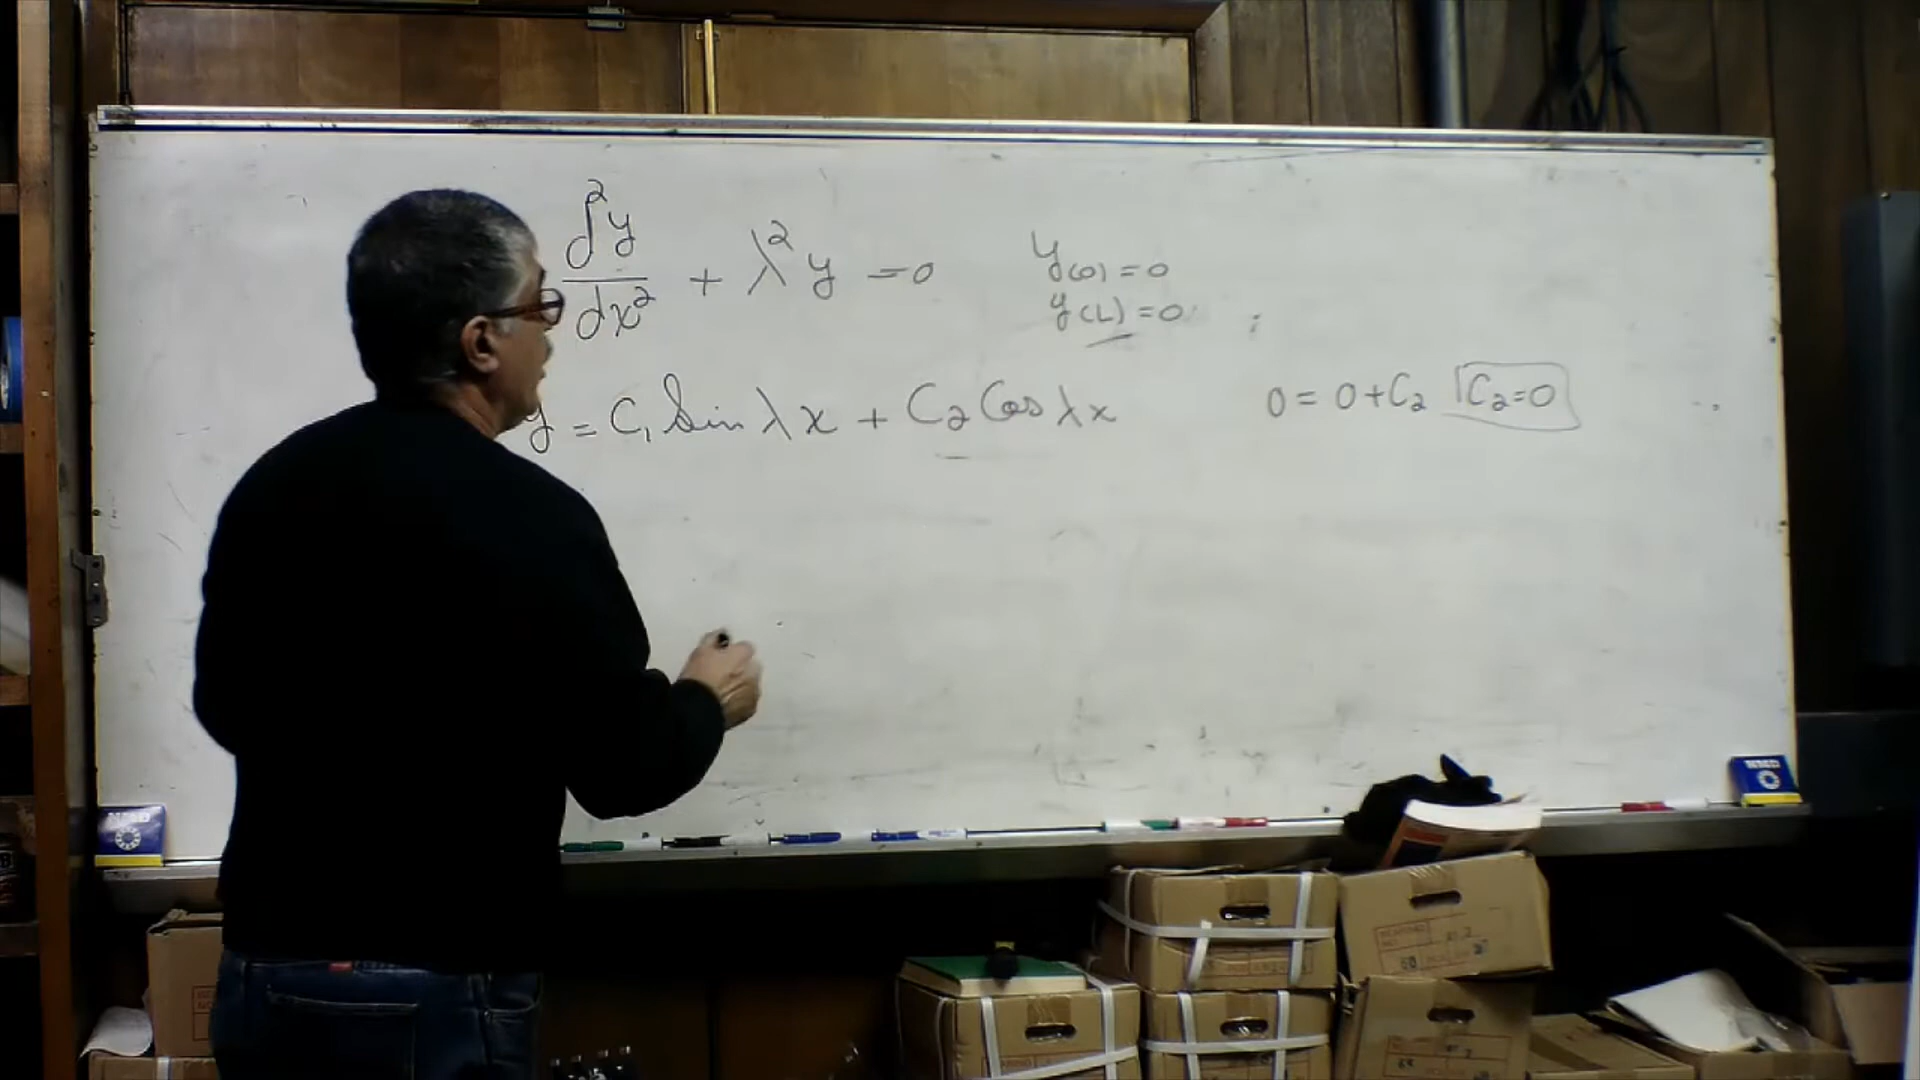 d²y/dx² + λ²y = 0
y(0) = 0
y(L) = 0
y = C₁ Sin λx + C₂ Cos λx
0 = 0 + C₂ C₂=0